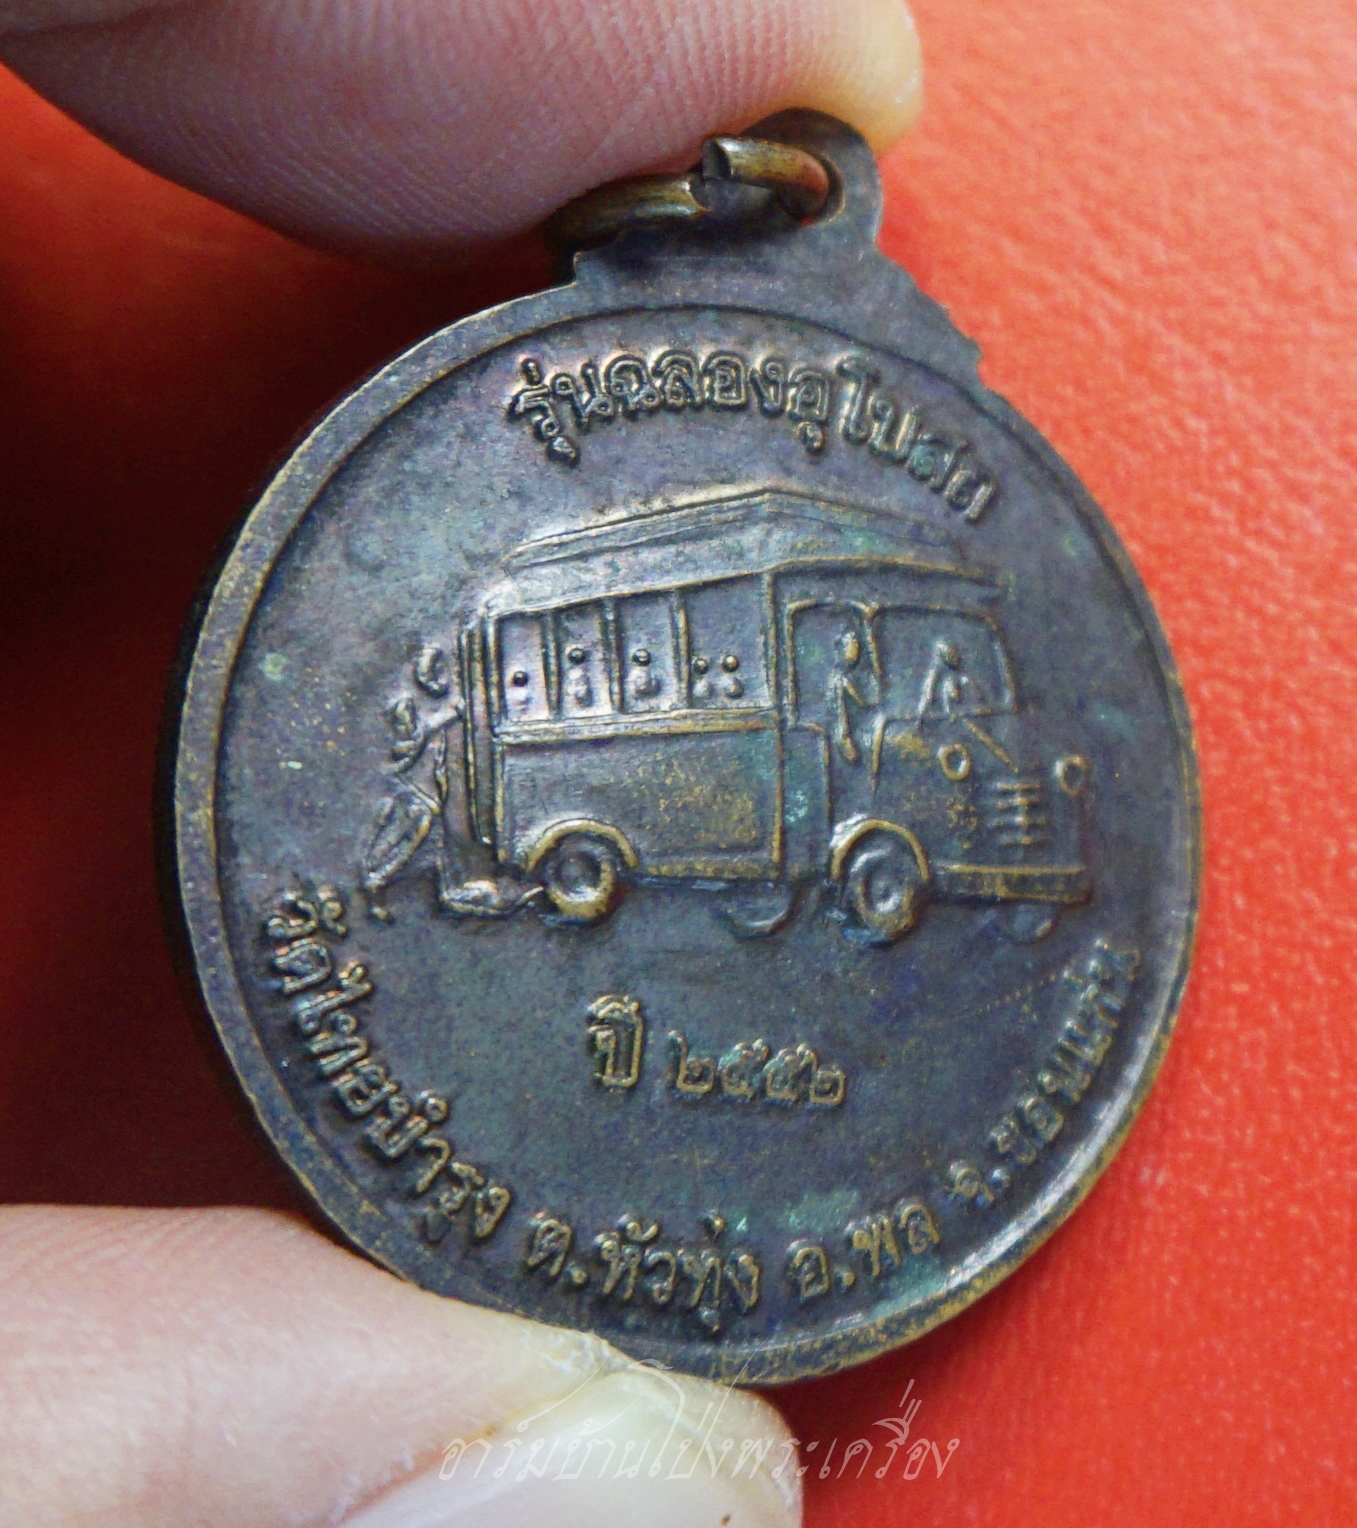 รุ่นฉลองอุโบสถ
ปี ๒๕๕๒
วัดไทยบำรุง ต.หัวทุ่ง อ.พล จ.ขอนแก่น
อาร์มบ้านโป่งพระเครื่อง